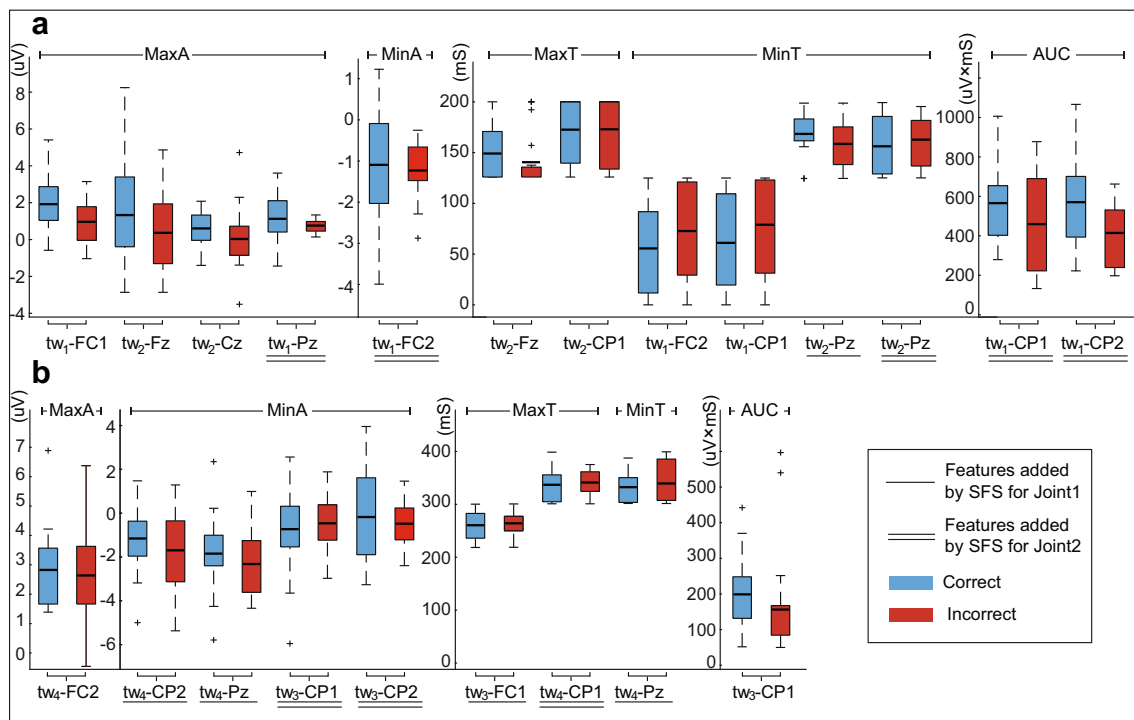 a
MaxA
MinA
MaxT
MinT
AUC
(uV)
(mS)
(uV×mS)
8
6
4
2
0
-2
-4
1
0
-1
-2
-3
-4
200
150
100
50
0
1000
800
600
400
200
0
tw1-FC1
tw2-Fz
tw2-Cz
tw1-Pz
tw1-FC2
tw2-Fz
tw2-CP1
tw1-FC2
tw1-CP1
tw2-Pz
tw2-Pz
tw1-CP1
tw1-CP2
b
MaxA
MinA
MaxT
MinT
AUC
(uV)
(mS)
(uV×mS)
7
6
5
4
3
2
1
0
4
2
0
-2
-4
-6
400
300
200
100
0
500
400
300
200
100
0
tw4-FC2
tw4-CP2
tw4-Pz
tw3-CP1
tw3-CP2
tw3-FC1
tw4-CP1
tw4-Pz
tw3-CP1
Features added
by SFS for Joint1
Features added
by SFS for Joint2
Correct
Incorrect